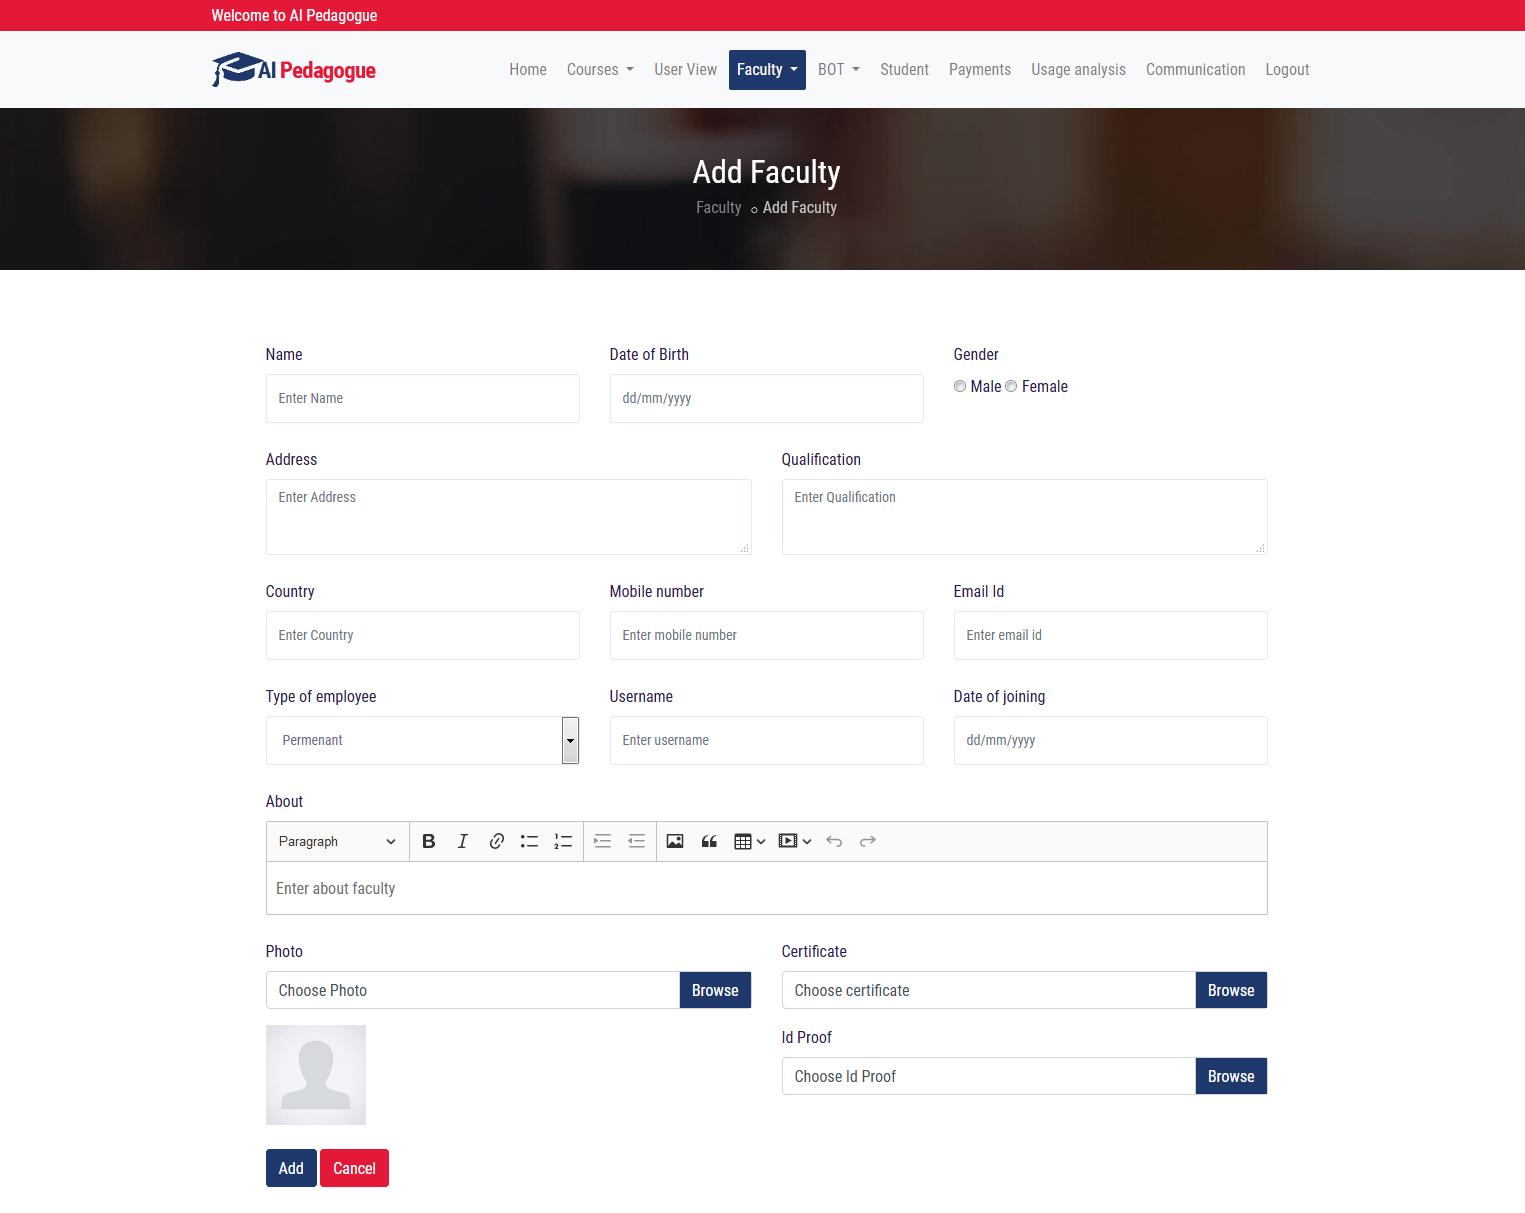 Welcome to AI Pedagogue
AI Pedagogue
Home Courses User View Faculty BOT Student Payments Usage analysis Communication Logout
Add Faculty
Faculty Add Faculty
Name Date of Birth Gender
Enter Name dd/mm/yyyy Male Female
Address Qualification
Enter Address Enter Qualification
Country Mobile number Email Id
Enter Country Enter mobile number Enter email id
Type of employee Username Date of joining
Permenant Enter username dd/mm/yyyy
About
Paragraph B I
Enter about faculty
Photo Certificate
Choose Photo Browse Choose certificate Browse
Id Proof
Choose Id Proof Browse
Add Cancel